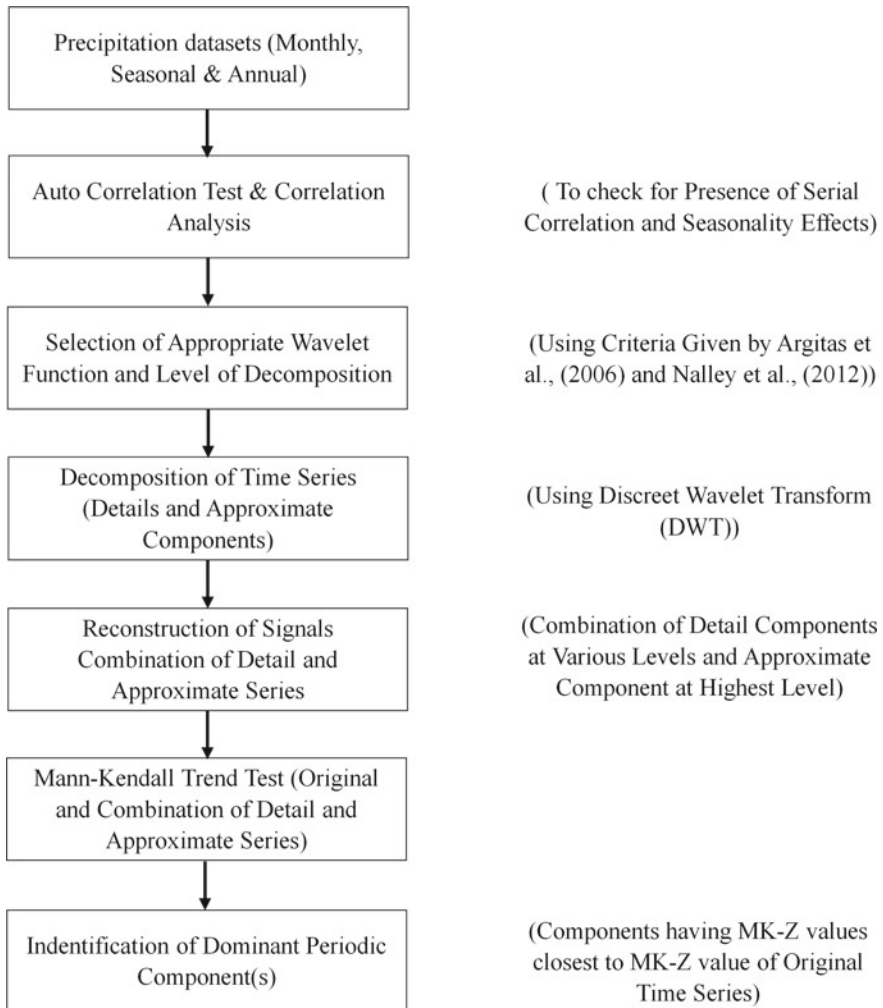 Precipitation datasets (Monthly,
Seasonal & Annual)
Auto Correlation Test & Correlation
Analysis
( To check for Presence of Serial
Correlation and Seasonality Effects)
Selection of Appropriate Wavelet
Function and Level of Decomposition
(Using Criteria Given by Argitas et
al., (2006) and Nalley et al., (2012))
Decomposition of Time Series
(Details and Approximate
Components)
(Using Discreet Wavelet Transform
(DWT))
Reconstruction of Signals
Combination of Detail and
Approximate Series
(Combination of Detail Components
at Various Levels and Approximate
Component at Highest Level)
Mann-Kendall Trend Test (Original
and Combination of Detail and
Approximate Series)
Indentification of Dominant Periodic
Component(s)
(Components having MK-Z values
closest to MK-Z value of Original
Time Series)